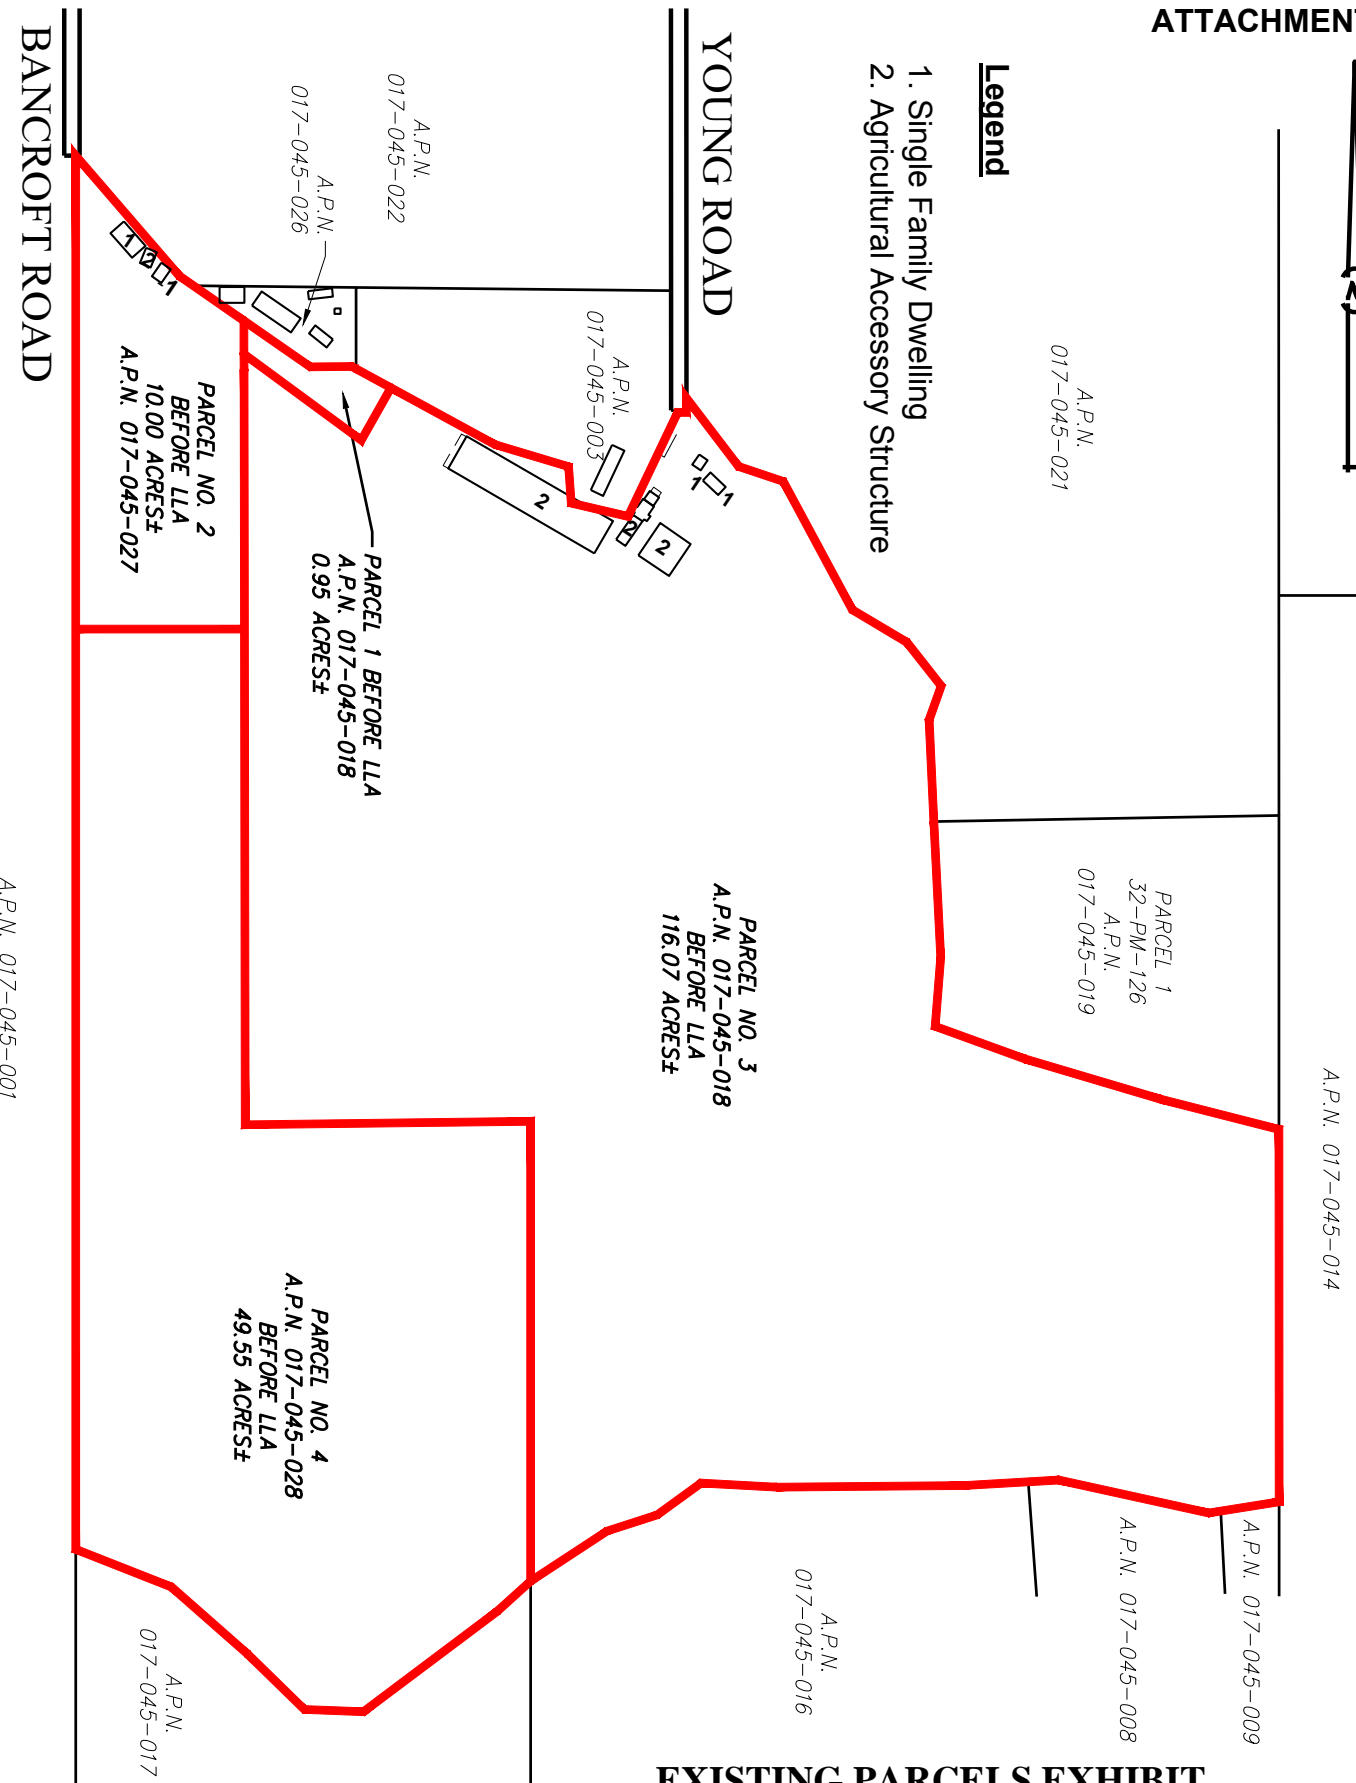 ATTACHMENT
Legend
1. Single Family Dwelling
2. Agricultural Accessory Structure
YOUNG ROAD
BANCROFT ROAD
A.P.N.
017-045-022
A.P.N.
017-045-026
A.P.N.
017-045-003
A.P.N.
017-045-021
PARCEL 1
32-PM-126
A.P.N.
017-045-019
A.P.N. 017-045-014
1
2
1
2
2
2
1
1
PARCEL NO. 2
BEFORE LLA
10.00 ACRES±
A.P.N. 017-045-027
PARCEL 1 BEFORE LLA
A.P.N. 017-045-018
0.95 ACRES±
PARCEL NO. 3
A.P.N. 017-045-018
BEFORE LLA
116.07 ACRES±
PARCEL NO. 4
A.P.N. 017-045-028
BEFORE LLA
49.55 ACRES±
A.P.N. 017-045-001
A.P.N. 017-045-009
A.P.N. 017-045-008
A.P.N.
017-045-016
A.P.N.
017-045-017
EXISTING PARCELS EXHIBIT